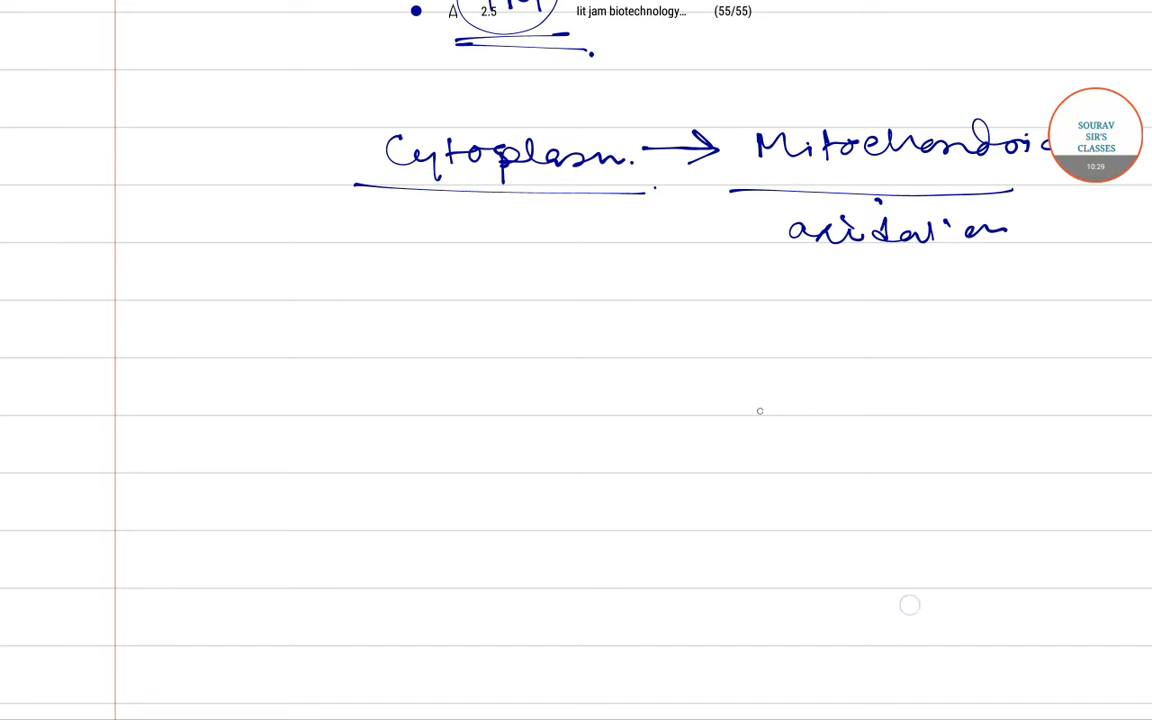 A 2.5 Iit jam biotechnology... (55/55)
Cytoplasm. → Mitochondria
oxidation
SOURAV
SIR'S
CLASSES
10:29